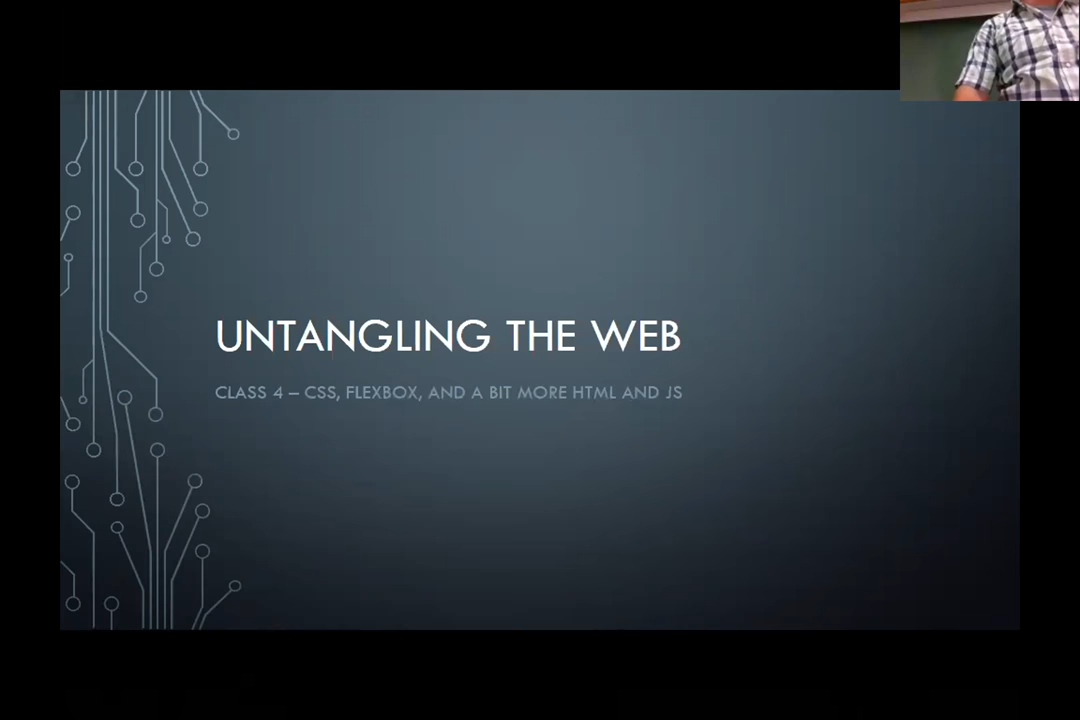 UNTANGLING THE WEB
CLASS 4 – CSS, FLEXBOX, AND A BIT MORE HTML AND JS